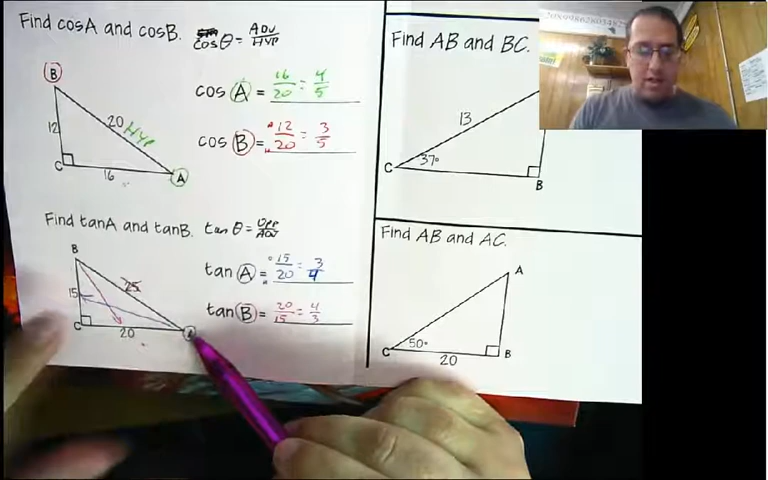 Find cosA and cosB. cosθ = ADJ/HYP
B
12
20 HYP
C
16
A
cos A = 16/20 = 4/5
cos B = 12/20 = 3/5
Find tanA and tanB. tanθ = OPP/ADJ
B
15
25
C
20
tan A = 15/20 = 3/4
tan B = 20/15 = 4/3
Find AB and BC.
13
C
37°
B
Find AB and AC.
A
C
50°
20
B